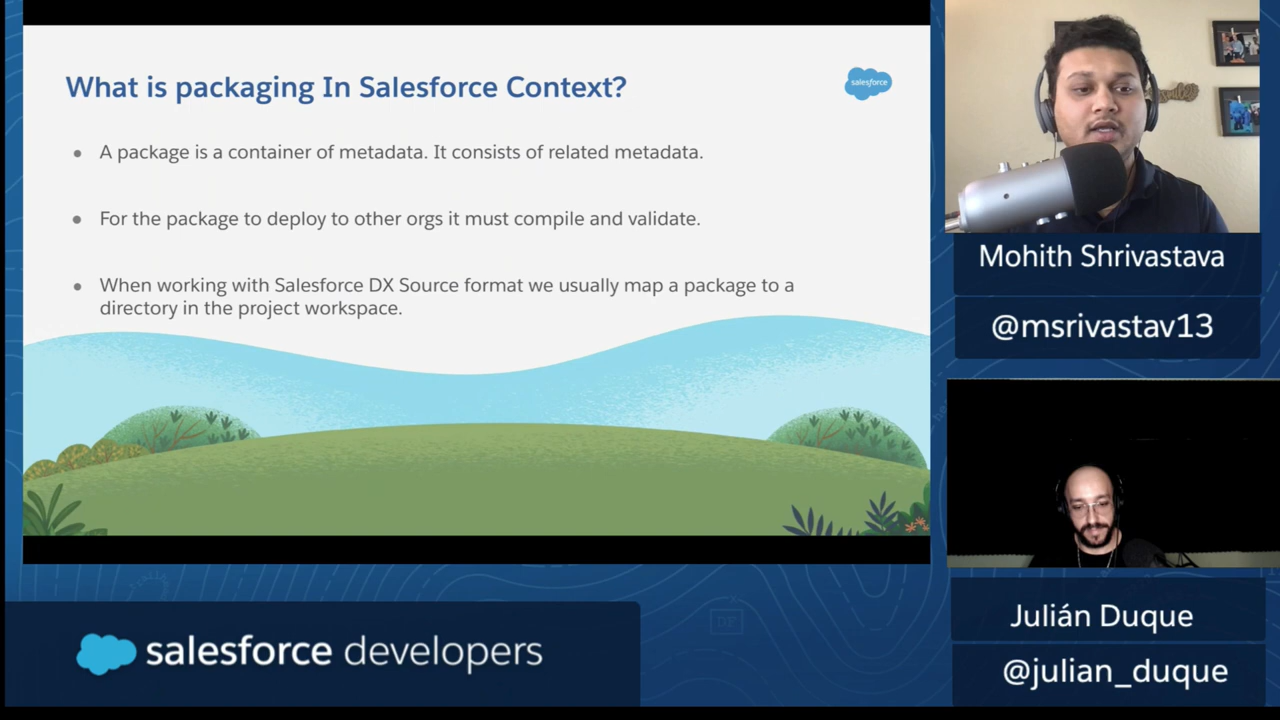 What is packaging In Salesforce Context?
salesforce
● A package is a container of metadata. It consists of related metadata.
● For the package to deploy to other orgs it must compile and validate.
● When working with Salesforce DX Source format we usually map a package to a
directory in the project workspace.
Mohith Shrivastava
@msrivastav13
Julián Duque
@julian_duque
salesforce developers